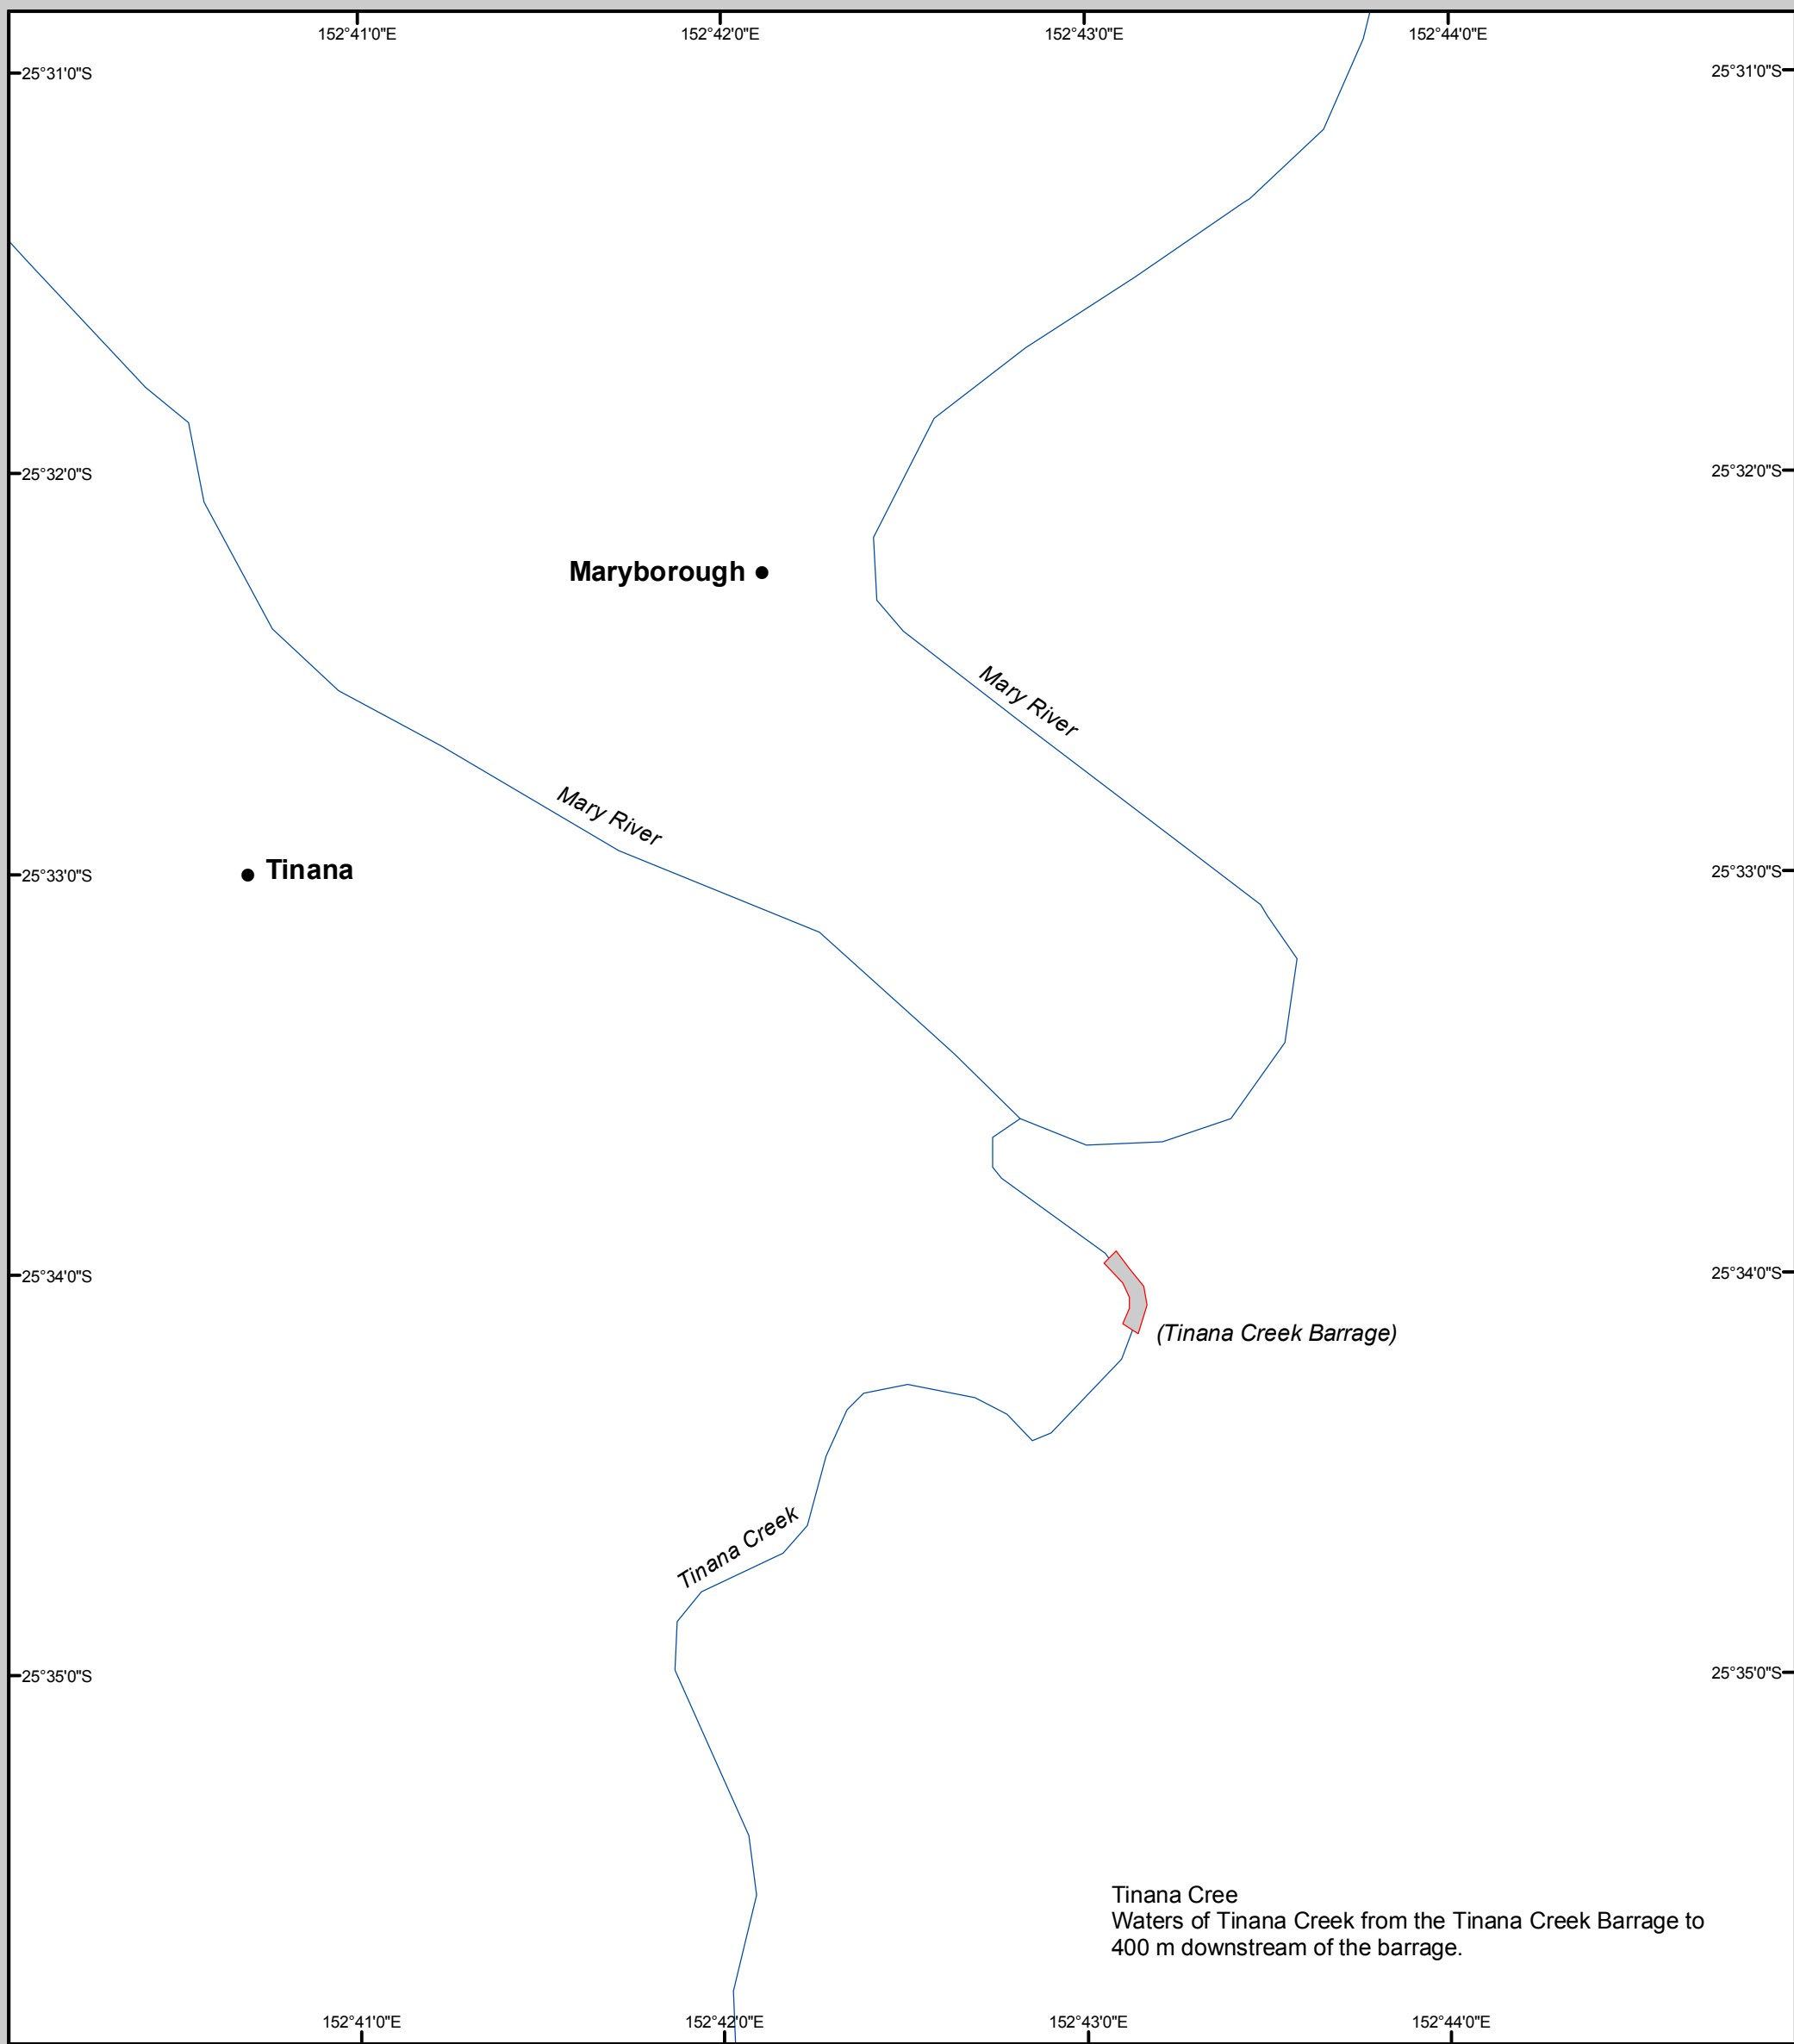 152°41'0"E 152°42'0"E 152°43'0"E 152°44'0"E
25°31'0"S 25°31'0"S
25°32'0"S 25°32'0"S
Maryborough
Mary River
Mary River
Tinana
25°33'0"S 25°33'0"S
25°34'0"S 25°34'0"S
(Tinana Creek Barrage)
Tinana Creek
25°35'0"S 25°35'0"S
Tinana Cree
Waters of Tinana Creek from the Tinana Creek Barrage to
400 m downstream of the barrage.
152°41'0"E 152°42'0"E 152°43'0"E 152°44'0"E